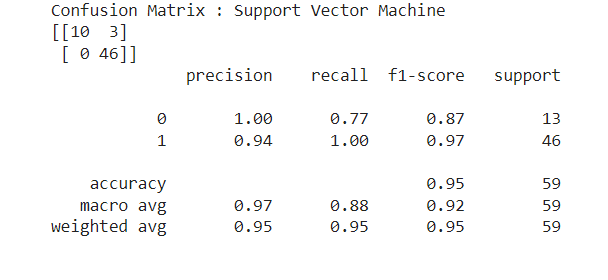 Confusion Matrix : Support Vector Machine
[[10  3]
 [ 0 46]]
              precision    recall  f1-score   support

           0       1.00      0.77      0.87        13
           1       0.94      1.00      0.97        46

    accuracy                           0.95        59
   macro avg       0.97      0.88      0.92        59
weighted avg       0.95      0.95      0.95        59